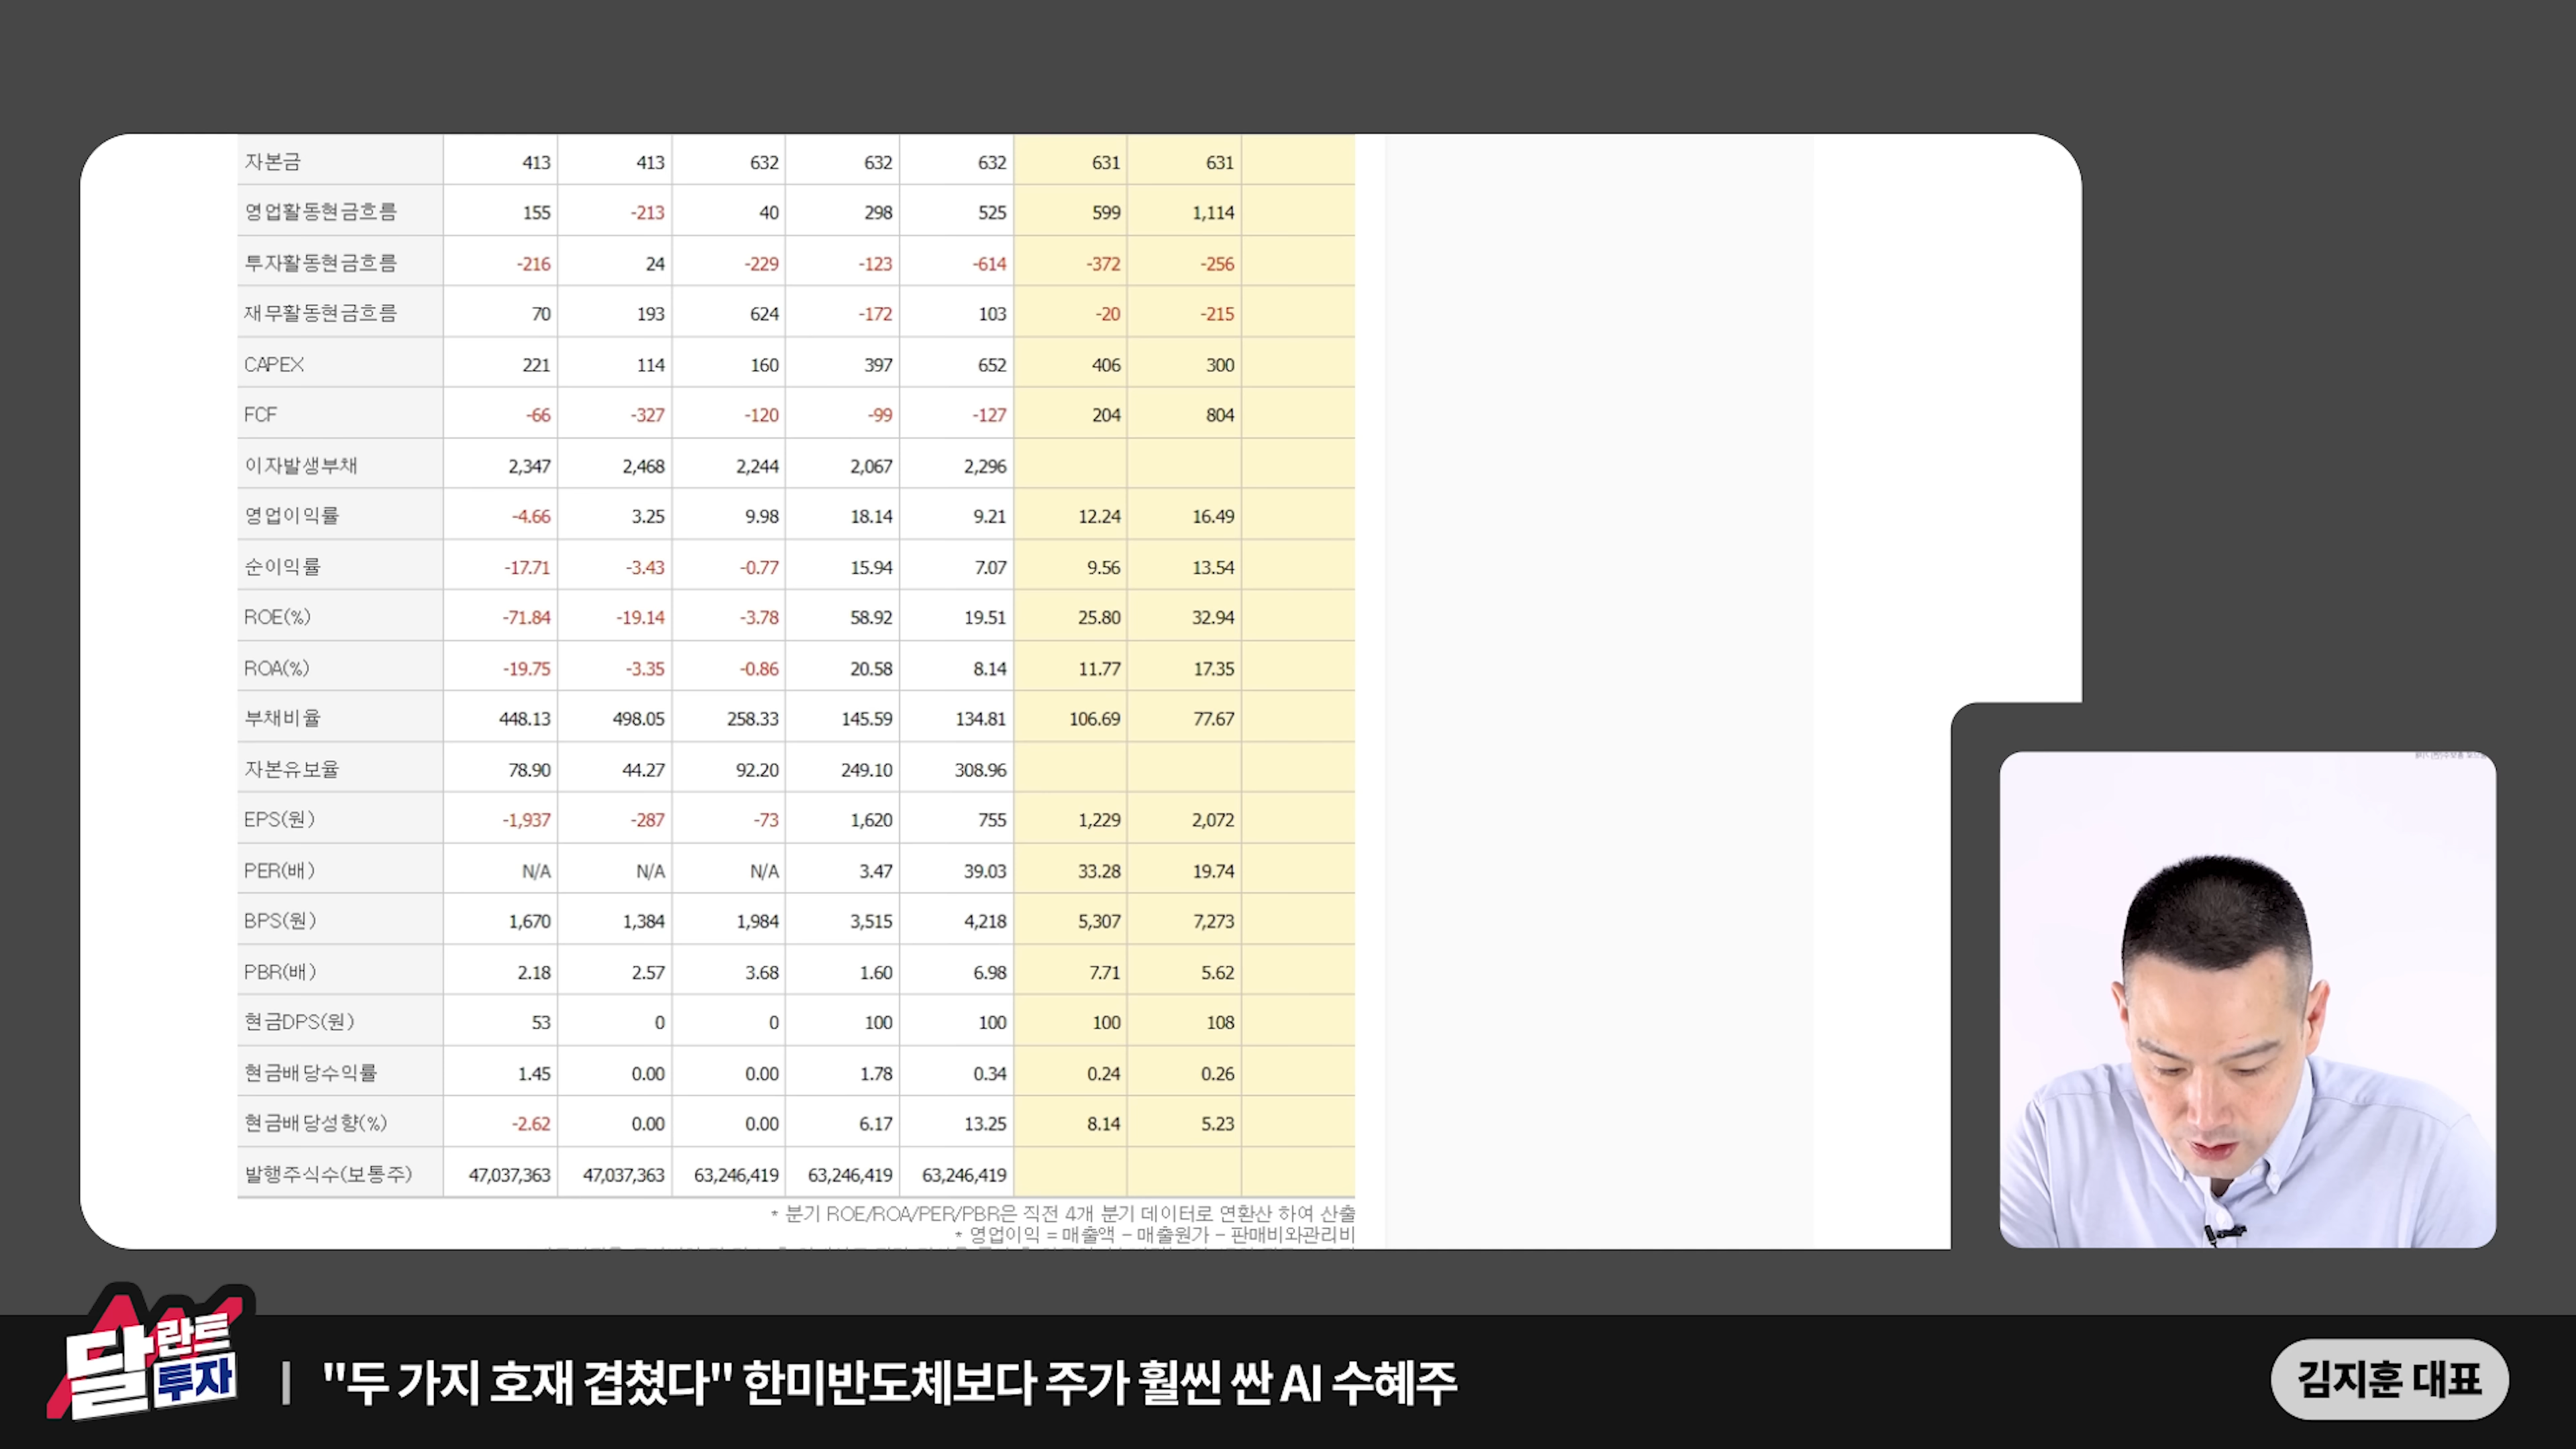 자본금 413 413 632 632 632 631 631
영업활동현금흐름 155 -213 40 298 525 599 1,114
투자활동현금흐름 -216 24 -229 -123 -614 -372 -256
재무활동현금흐름 70 193 624 -172 103 -20 -215
CAPEX 221 114 160 397 652 406 300
FCF -66 -327 -120 -99 -127 204 804
이자발생부채 2,347 2,468 2,244 2,067 2,296
영업이익률 -4.66 3.25 9.98 18.14 9.21 12.24 16.49
순이익률 -17.71 -3.43 -0.77 15.94 7.07 9.56 13.54
ROE(%) -71.84 -19.14 -3.78 58.92 19.51 25.80 32.94
ROA(%) -19.75 -3.35 -0.86 20.58 8.14 11.77 17.35
부채비율 448.13 498.05 258.33 145.59 134.81 106.69 77.67
자본유보율 78.90 44.27 92.20 249.10 308.96
EPS(원) -1,937 -287 -73 1,620 755 1,229 2,072
PER(배) N/A N/A N/A 3.47 39.03 33.28 19.74
BPS(원) 1,670 1,384 1,984 3,515 4,218 5,307 7,273
PBR(배) 2.18 2.57 3.68 1.60 6.98 7.71 5.62
현금DPS(원) 53 0 0 100 100 100 108
현금배당수익률 1.45 0.00 0.00 1.78 0.34 0.24 0.26
현금배당성향(%) -2.62 0.00 0.00 6.17 13.25 8.14 5.23
발행주식수(보통주) 47,037,363 47,037,363 63,246,419 63,246,419 63,246,419
* 분기 ROE/ROA/PER/PBR은 직전 4개 분기 데이터로 연환산 하여 산출
* 영업이익 = 매출액 - 매출원가 - 판매비와관리비
달란트투자
"두 가지 호재 겹쳤다" 한미반도체보다 주가 훨씬 싼 AI 수혜주
김지훈 대표